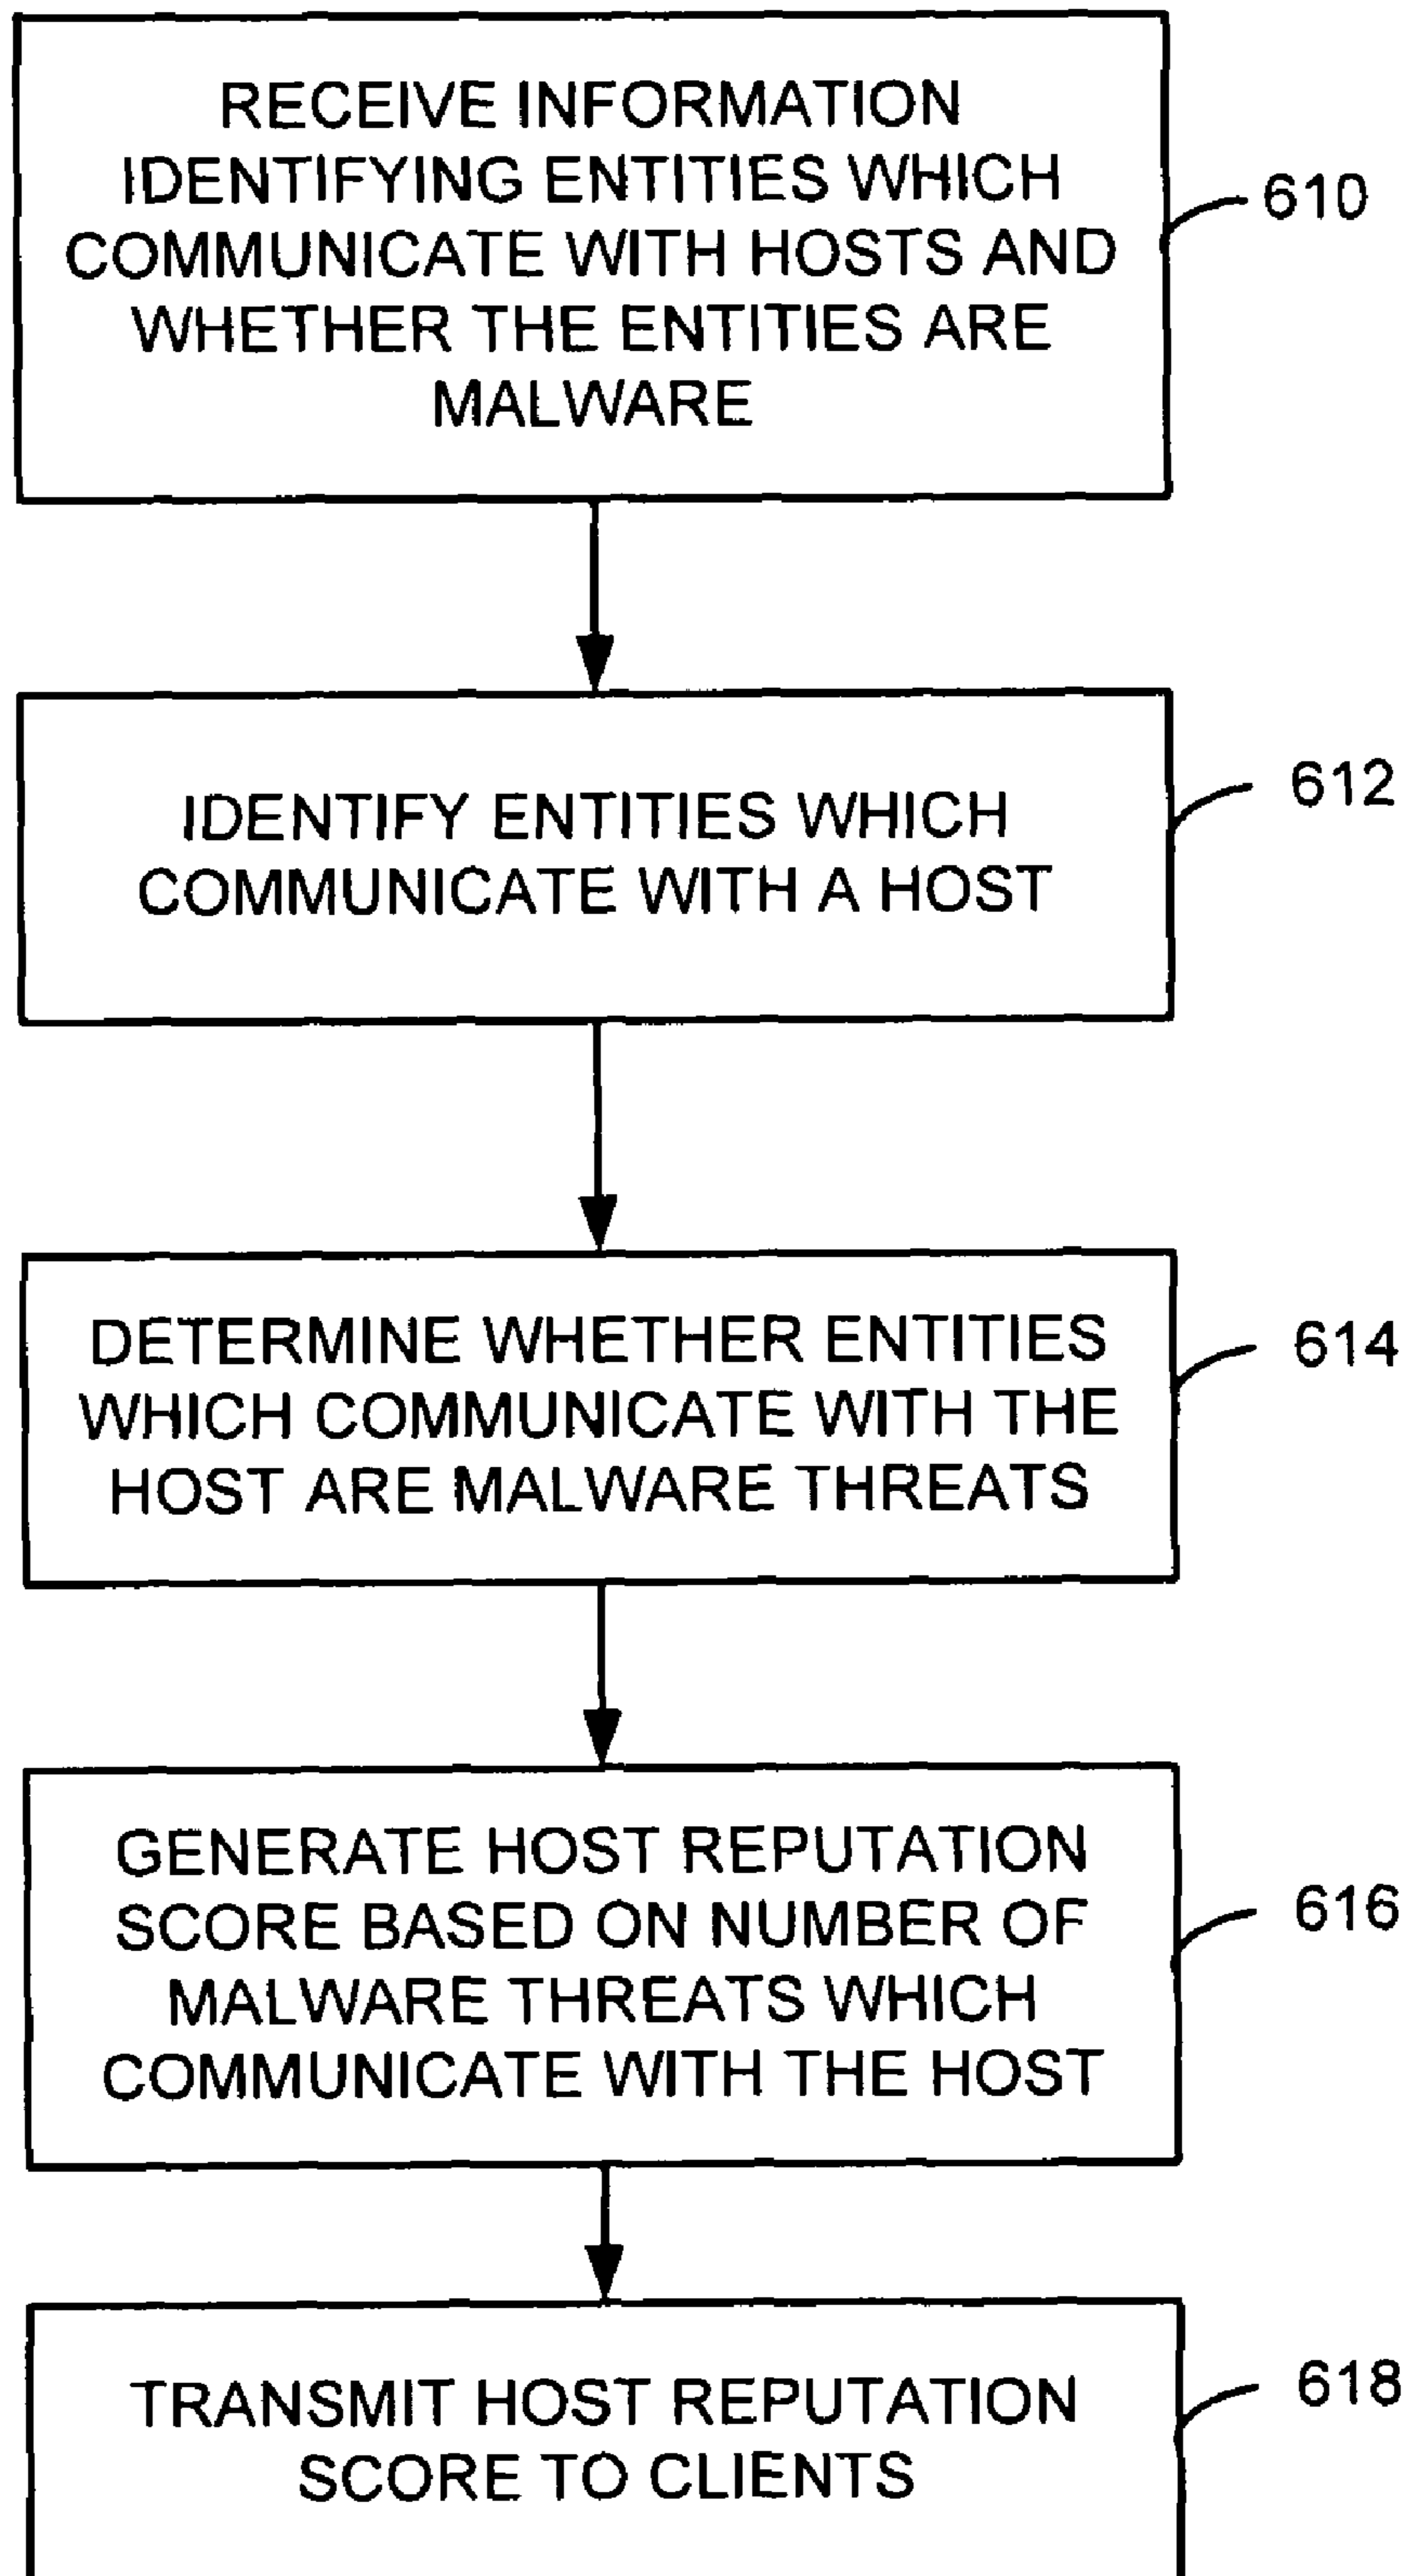 RECEIVE INFORMATION
IDENTIFYING ENTITIES WHICH
COMMUNICATE WITH HOSTS AND
WHETHER THE ENTITIES ARE
MALWARE
610
IDENTIFY ENTITIES WHICH
COMMUNICATE WITH A HOST
612
DETERMINE WHETHER ENTITIES
WHICH COMMUNICATE WITH THE
HOST ARE MALWARE THREATS
614
GENERATE HOST REPUTATION
SCORE BASED ON NUMBER OF
MALWARE THREATS WHICH
COMMUNICATE WITH THE HOST
616
TRANSMIT HOST REPUTATION
SCORE TO CLIENTS
618